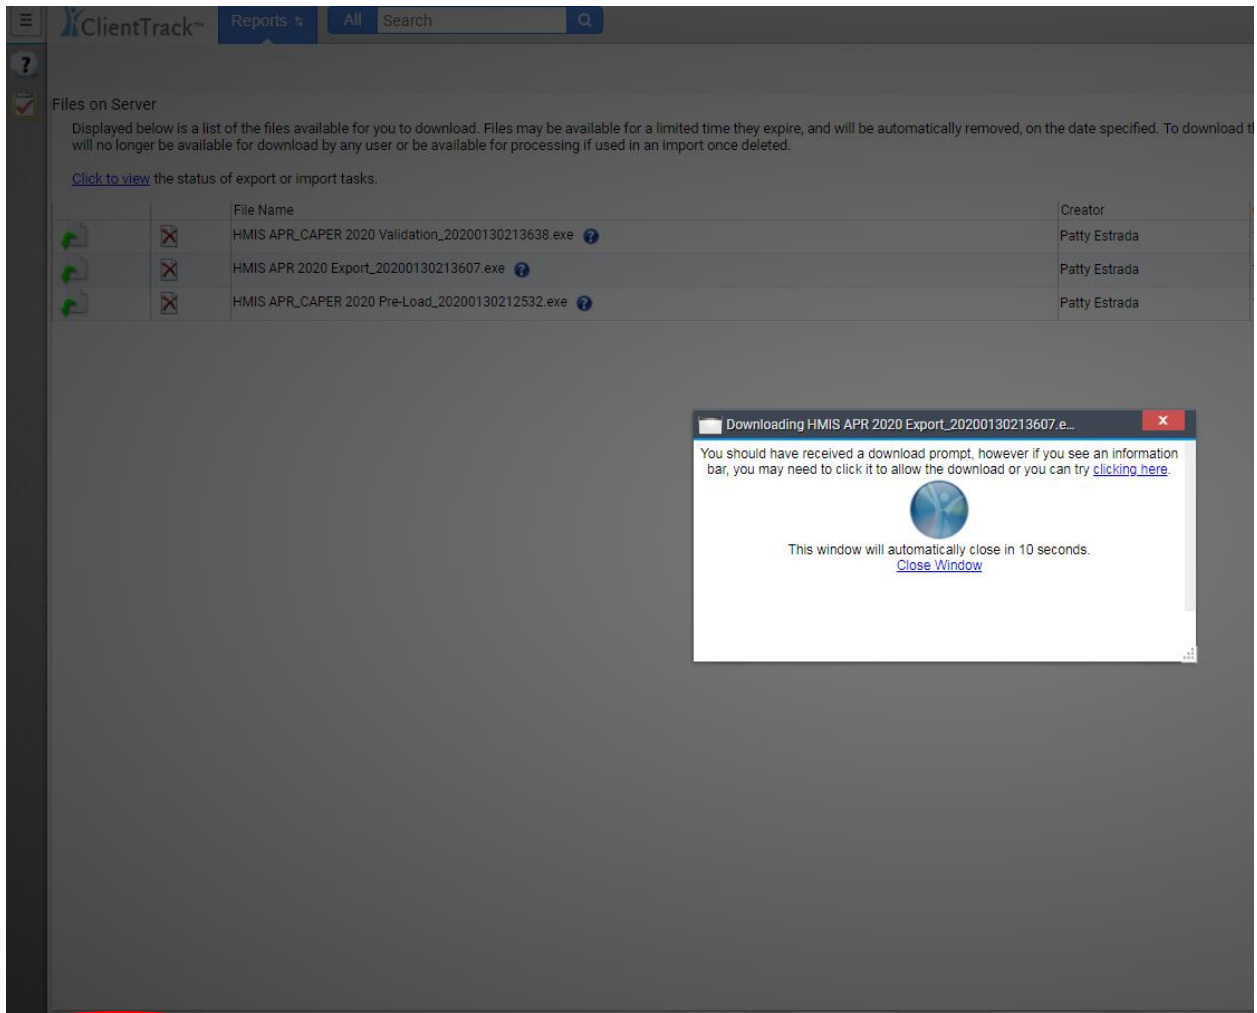 ClientTrack™
Reports
All
Search
?
Files on Server
Displayed below is a list of the files available for you to download. Files may be available for a limited time they expire, and will be automatically removed, on the date specified. To download
will no longer be available for download by any user or be available for processing if used in an import once deleted.
Click to view the status of export or import tasks.
File Name
Creator
HMIS APR_CAPER 2020 Validation_20200130213638.exe ?
Patty Estrada
HMIS APR 2020 Export_20200130213607.exe ?
Patty Estrada
HMIS APR_CAPER 2020 Pre-Load_20200130212532.exe ?
Patty Estrada
Downloading HMIS APR 2020 Export_20200130213607.e...
x
You should have received a download prompt, however if you see an information
bar, you may need to click it to allow the download or you can try clicking here.
This window will automatically close in 10 seconds.
Close Window